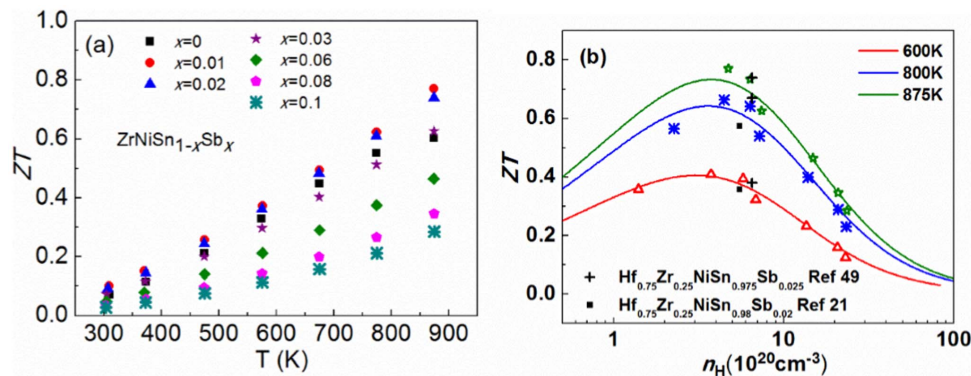 (a)
x=0
x=0.01
x=0.02
x=0.03
x=0.06
x=0.08
x=0.1
ZrNiSn1-xSbx
ZT
1.0
0.8
0.6
0.4
0.2
0.0
300 400 500 600 700 800 900
T (K)
(b)
600K
800K
875K
ZT
0.8
0.6
0.4
0.2
0.0
Hf0.75Zr0.25NiSn0.975Sb0.025 Ref 49
Hf0.75Zr0.25NiSn0.98Sb0.02 Ref 21
1 10 100
nH(10^20cm-3)